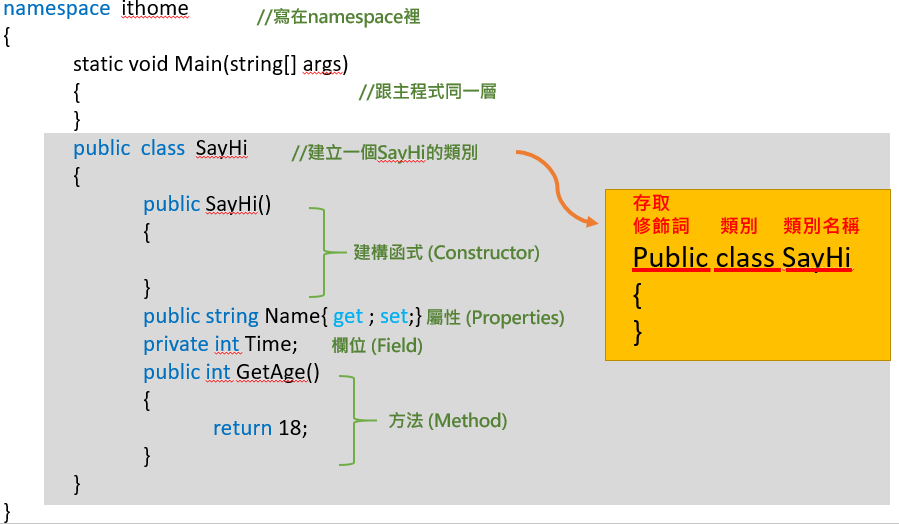 namespace ithome //寫在namespace裡
{
static void Main(string[] args)
{ //跟主程式同一層
}
public class SayHi //建立一個SayHi的類別
{
public SayHi()
{
建構函式 (Constructor)
}
public string Name{ get ; set;} 屬性 (Properties)
private int Time; 欄位 (Field)
public int GetAge()
{
方法 (Method)
return 18;
}
}
}
存取
修飾詞 類別 類別名稱
Public class SayHi
{
}